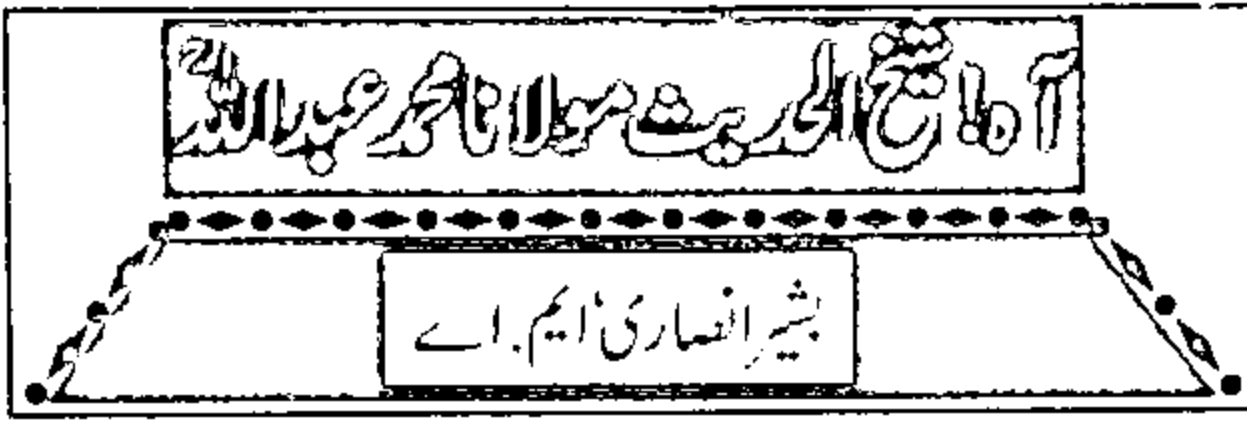 آہ! شیخ الحدیث مولانا محمد عبداللہؒ
بشیر انصاری' ایم . اے